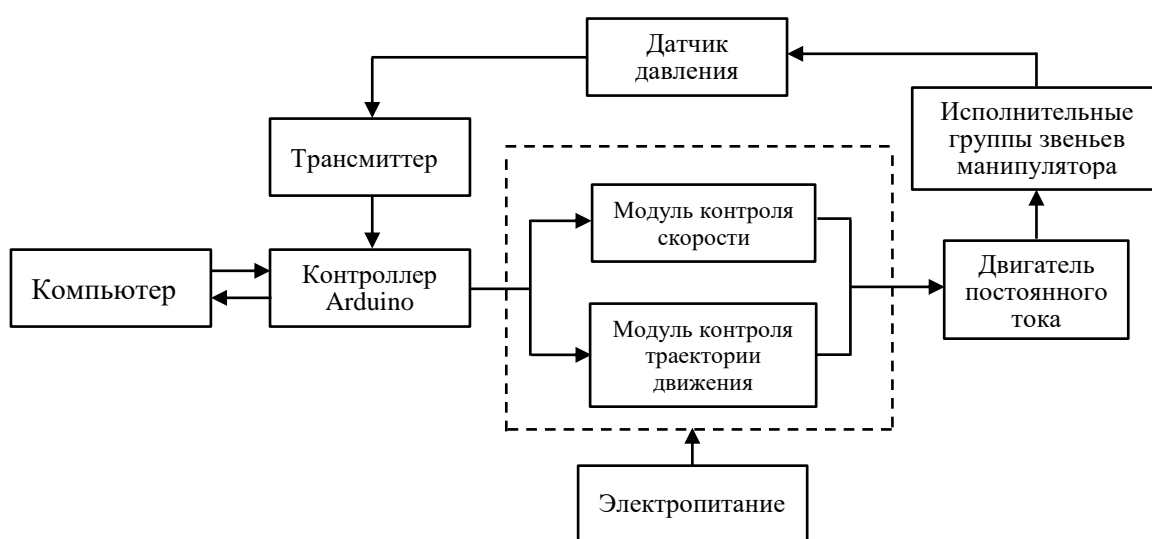 Датчик
давления
Исполнительные
группы звеньев
манипулятора
Трансмиттер
Модуль контроля
скорости
Компьютер
Контроллер
Arduino
Двигатель
постоянного
тока
Модуль контроля
траектории
движения
Электропитание